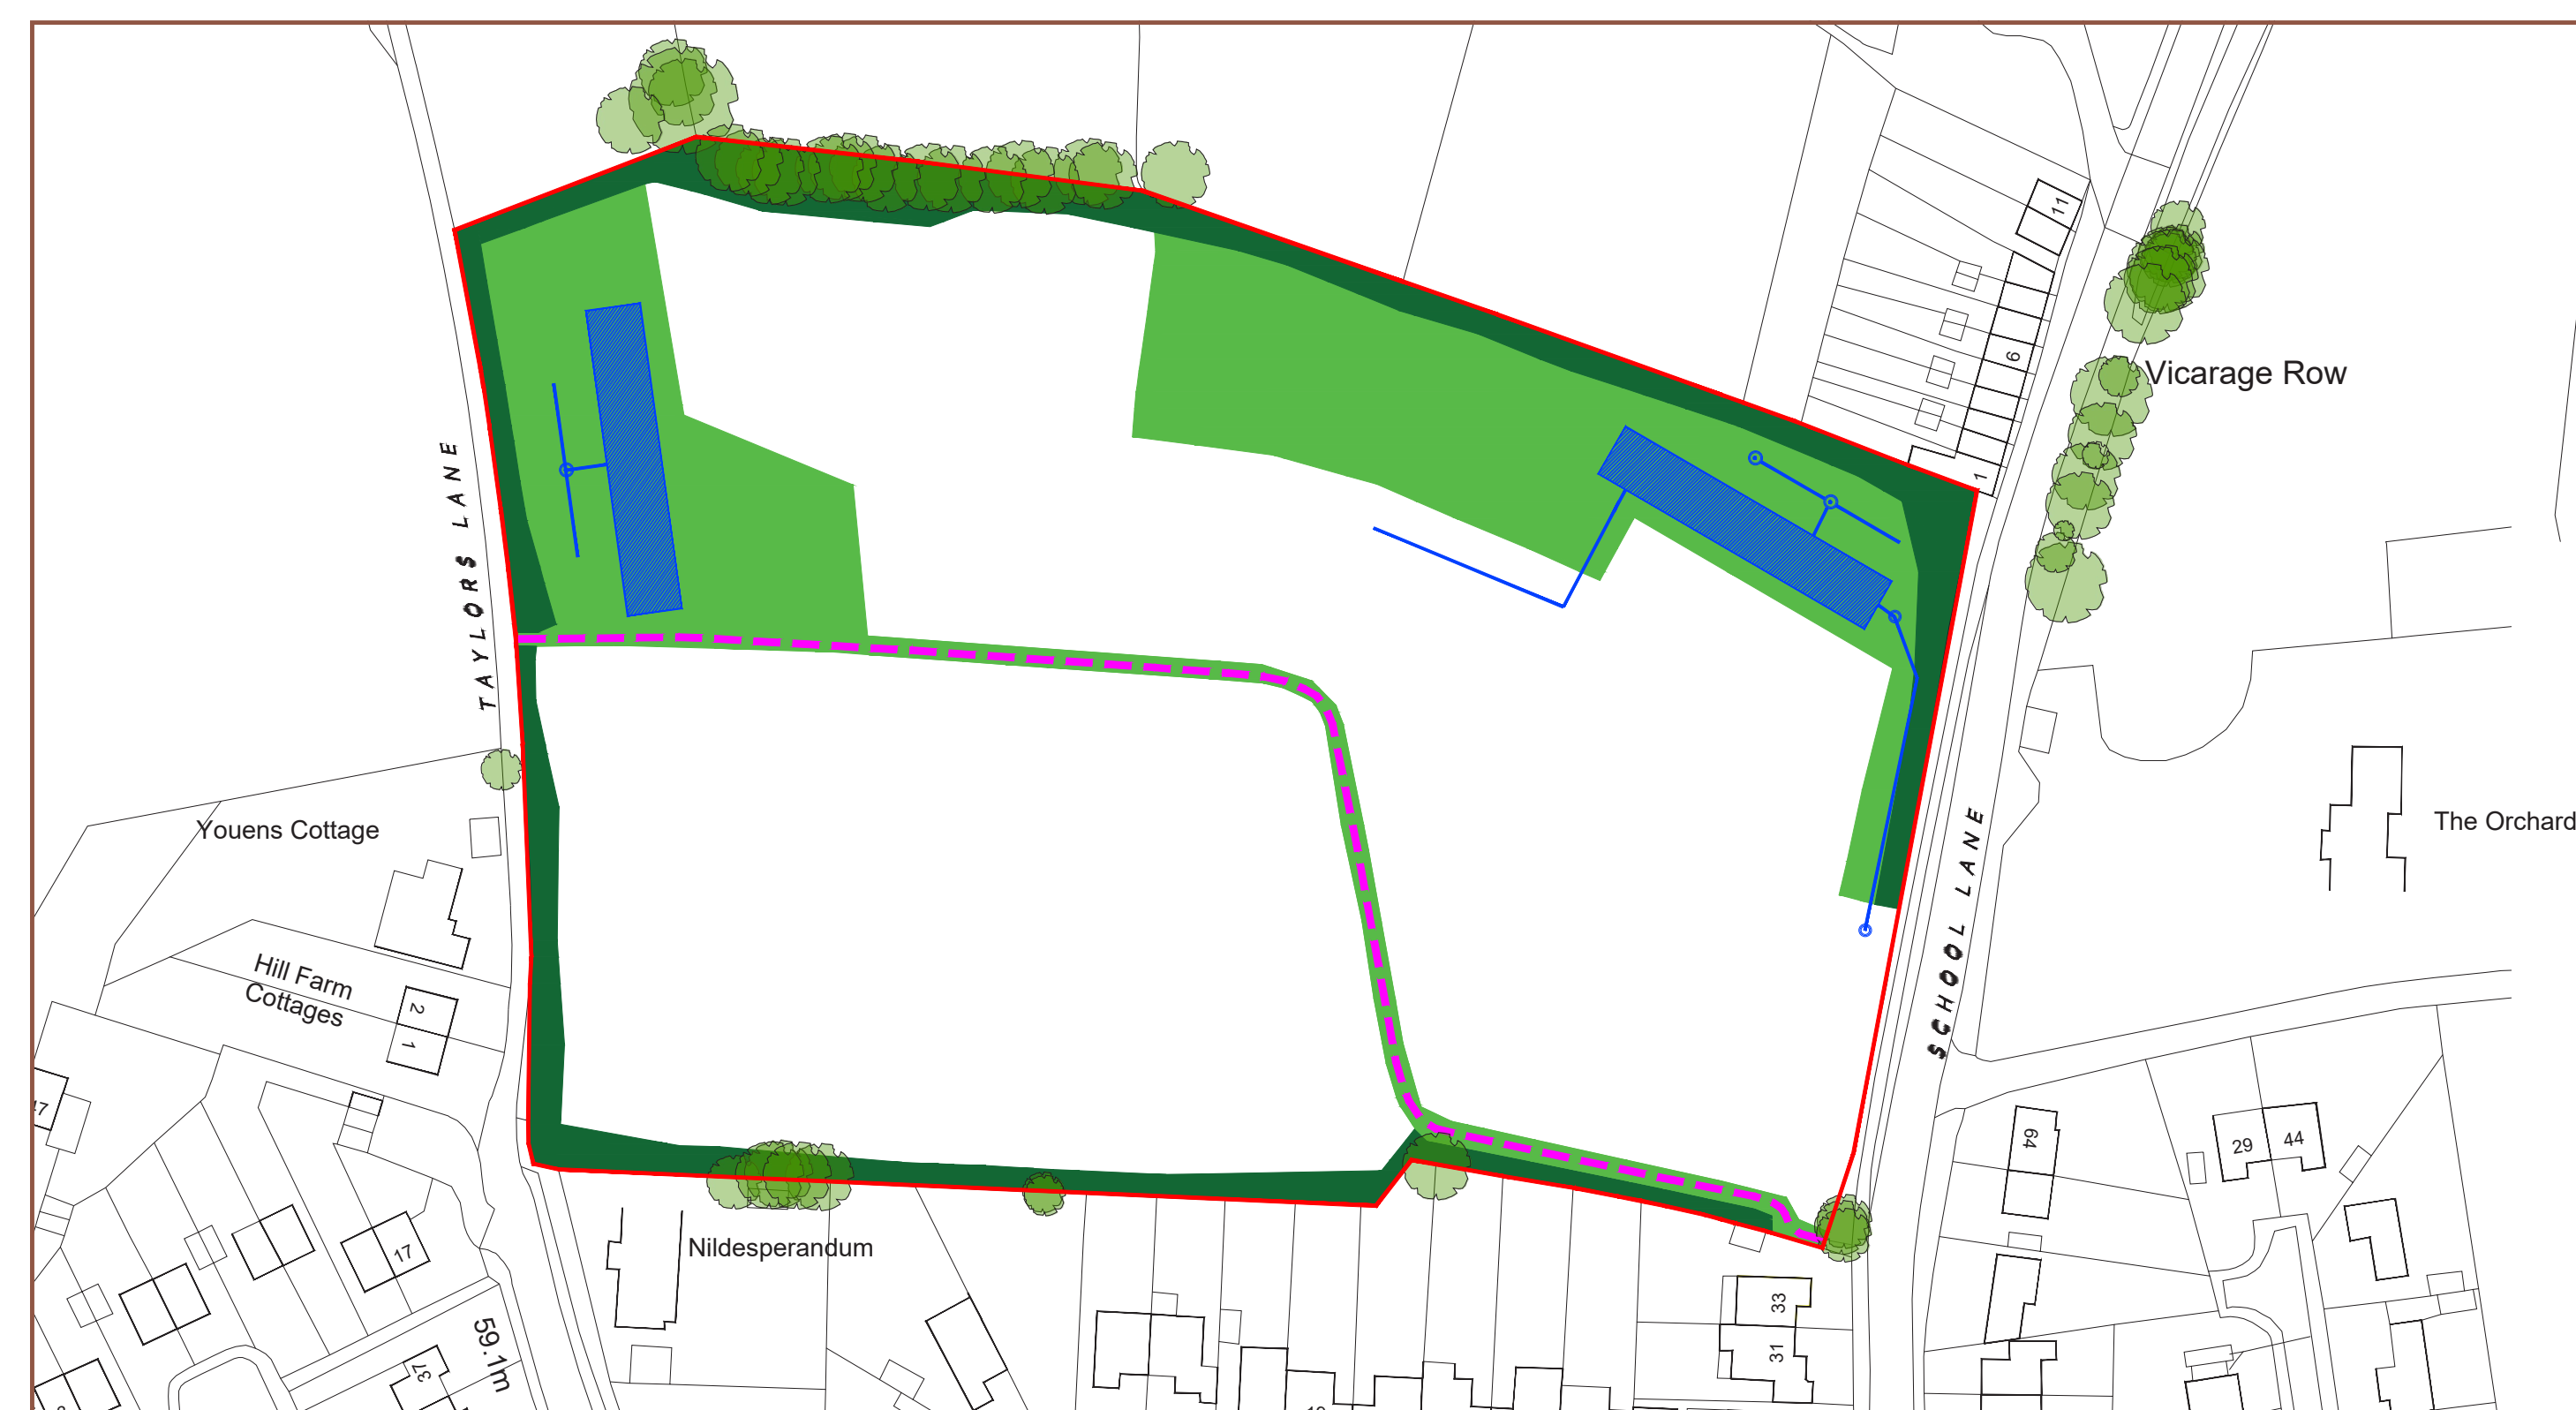 11
6
Vicarage Row
1
TAYLORS LANE
Youens Cottage
The Orchard
SCHOOL LANE
Hill Farm
Cottages
2
1
64
29
44
17
Nildesperandum
33
31
59.1m
37